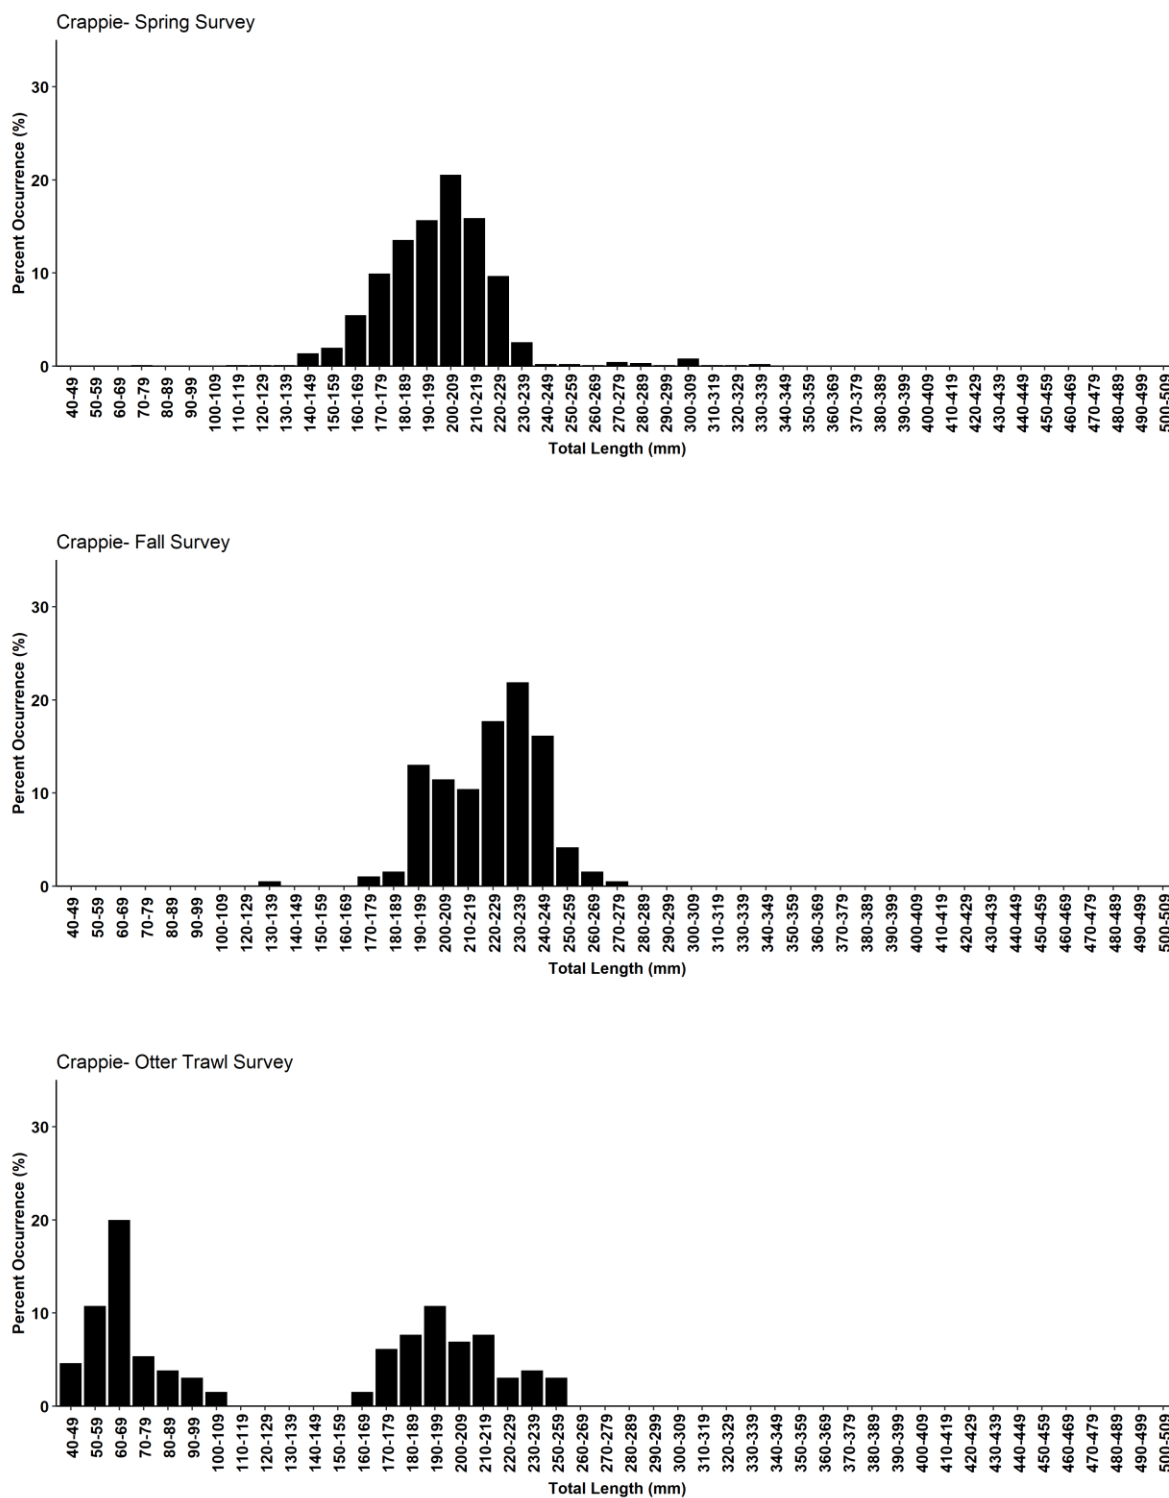 Crappie- Spring Survey
Percent Occurrence (%)
30
20
10
0
40-49 50-59 60-69 70-79 80-89 90-99 100-109 110-119 120-129 130-139 140-149 150-159 160-169 170-179 180-189 190-199 200-209 210-219 220-229 230-239 240-249 250-259 260-269 270-279 280-289 290-299 300-309 310-319 320-329 330-339 340-449 350-359 360-369 370-379 380-389 390-399 400-409 410-419 420-429 430-439 440-449 450-459 460-469 470-479 480-489 490-499 500-509
Total Length (mm)
Crappie- Fall Survey
Percent Occurrence (%)
30
20
10
0
40-49 50-59 60-69 70-79 80-89 90-99 100-109 120-129 130-139 140-149 150-159 160-169 170-179 180-189 190-199 200-209 210-219 220-229 230-239 240-249 250-259 260-269 270-279 280-289 290-299 300-309 310-319 330-339 340-349 350-359 360-369 370-379 380-389 390-399 400-409 410-419 420-429 430-439 440-449 450-459 460-469 470-479 480-489 490-499 500-509
Total Length (mm)
Crappie- Otter Trawl Survey
Percent Occurrence (%)
30
20
10
0
40-49 50-59 60-69 70-79 80-89 90-99 100-109 110-119 120-129 130-139 140-149 150-159 160-169 170-179 180-189 190-199 200-209 210-219 220-229 230-239 250-259 260-269 270-279 280-289 290-299 300-309 310-319 320-329 330-339 340-449 350-359 360-369 370-379 380-389 390-399 400-409 410-419 420-429 430-439 440-449 450-459 460-469 470-479 480-489 490-499 500-509
Total Length (mm)